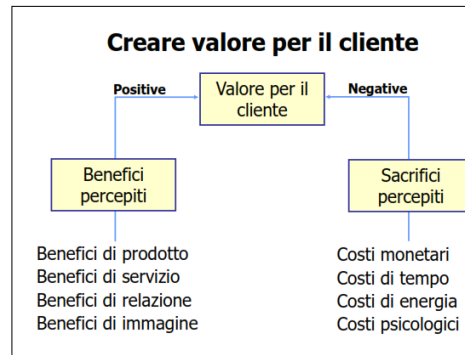 Creare valore per il cliente
Positive
Valore per il
cliente
Negative
Benefici
percepiti
Sacrifici
percepiti
Benefici di prodotto
Benefici di servizio
Benefici di relazione
Benefici di immagine
Costi monetari
Costi di tempo
Costi di energia
Costi psicologici